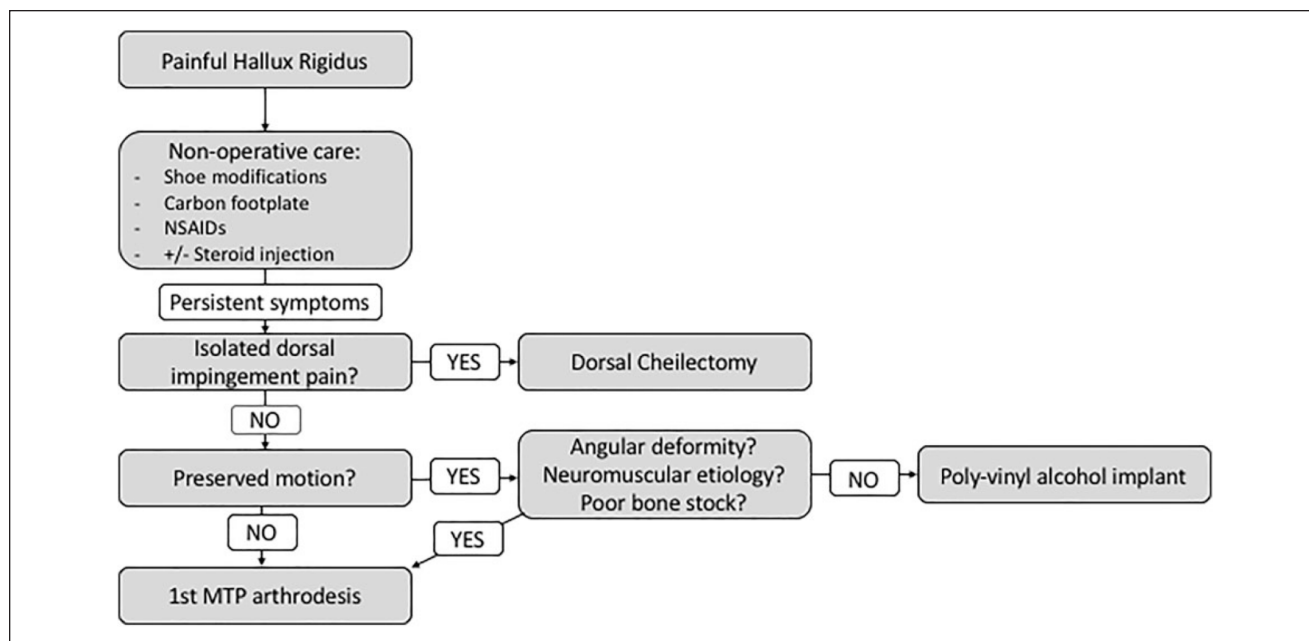 Painful Hallux Rigidus
Non-operative care:
- Shoe modifications
- Carbon footplate
- NSAIDs
- +/- Steroid injection
Persistent symptoms
Isolated dorsal
impingement pain?
YES
Dorsal Cheilectomy
NO
Preserved motion?
YES
Angular deformity?
Neuromuscular etiology?
Poor bone stock?
NO
Poly-vinyl alcohol implant
NO
YES
1st MTP arthrodesis